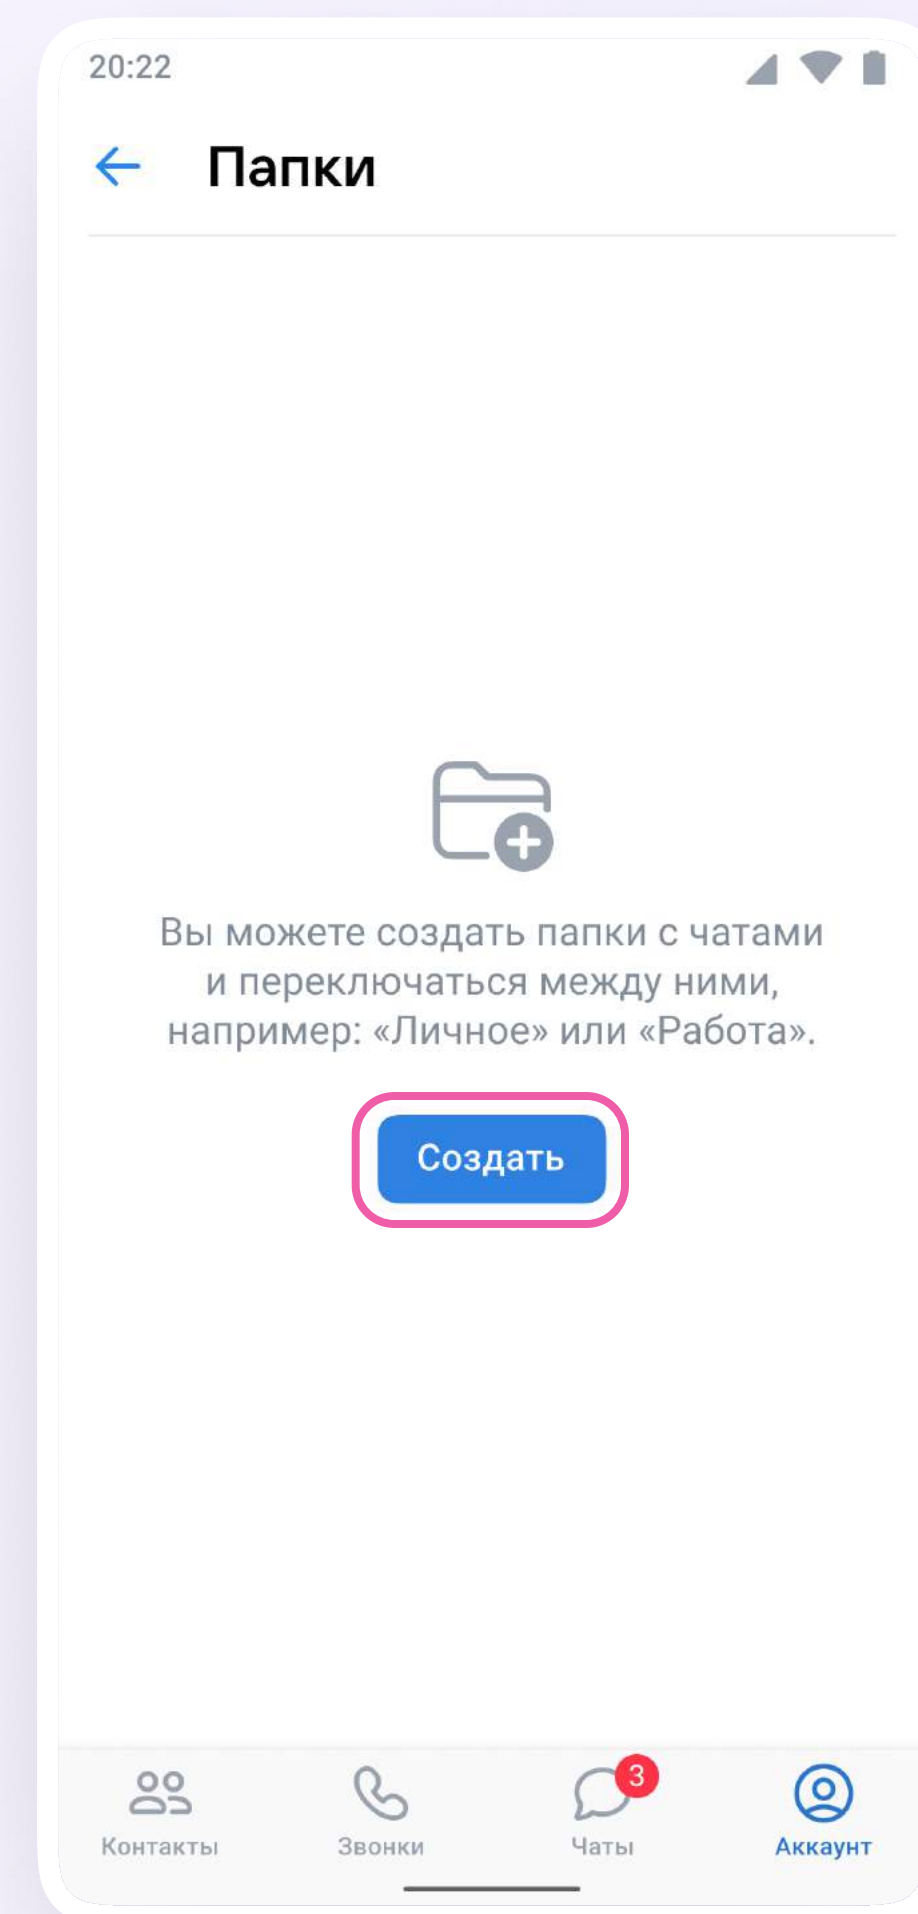 20:22
Папки
Вы можете создать папки с чатами
и переключаться между ними,
например: «Личное» или «Работа».
Создать
3
Контакты
Звонки
Чаты
Аккаунт